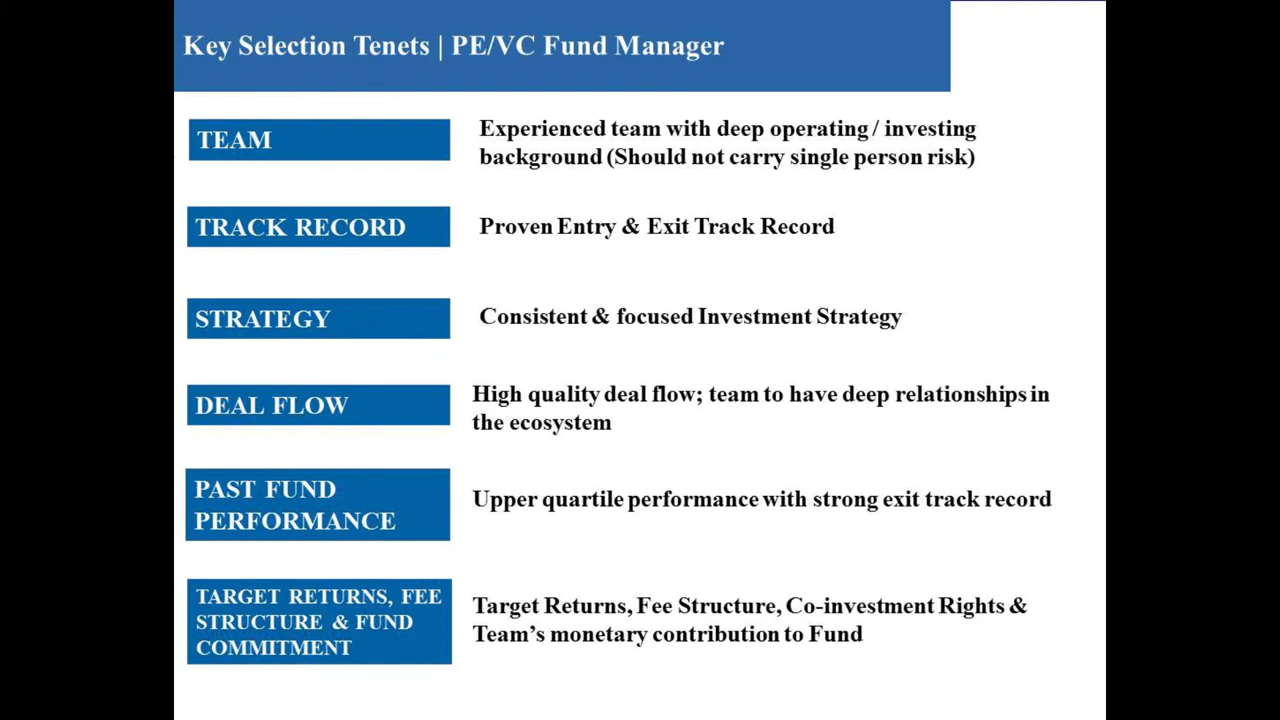 Key Selection Tenets | PE/VC Fund Manager
TEAM
Experienced team with deep operating / investing
background (Should not carry single person risk)
TRACK RECORD
Proven Entry & Exit Track Record
STRATEGY
Consistent & focused Investment Strategy
DEAL FLOW
High quality deal flow; team to have deep relationships in
the ecosystem
PAST FUND
PERFORMANCE
Upper quartile performance with strong exit track record
TARGET RETURNS, FEE
STRUCTURE & FUND
COMMITMENT
Target Returns, Fee Structure, Co-investment Rights &
Team's monetary contribution to Fund